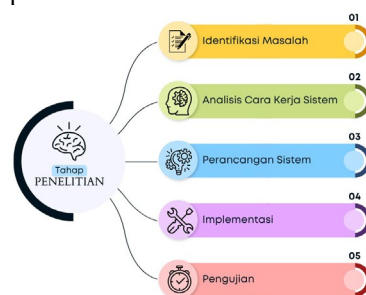 01
Identifikasi Masalah
02
Analisis Cara Kerja Sistem
Tahap
PENELITIAN
03
Perancangan Sistem
04
Implementasi
05
Pengujian